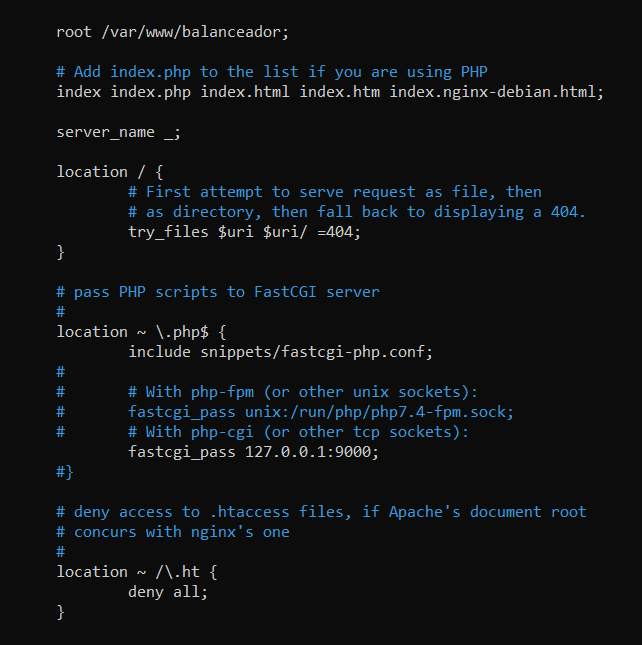 root /var/www/balanceador;
# Add index.php to the list if you are using PHP
index index.php index.html index.htm index.nginx-debian.html;
server_name _;
location / {
# First attempt to serve request as file, then
# as directory, then fall back to displaying a 404.
try_files $uri $uri/ =404;
}
# pass PHP scripts to FastCGI server
#
location ~ \.php$ {
include snippets/fastcgi-php.conf;
#
# # With php-fpm (or other unix sockets):
# fastcgi_pass unix:/run/php/php7.4-fpm.sock;
# # With php-cgi (or other tcp sockets):
fastcgi_pass 127.0.0.1:9000;
#}
# deny access to .htaccess files, if Apache's document root
# concurs with nginx's one
#
location ~ /\.ht {
deny all;
}